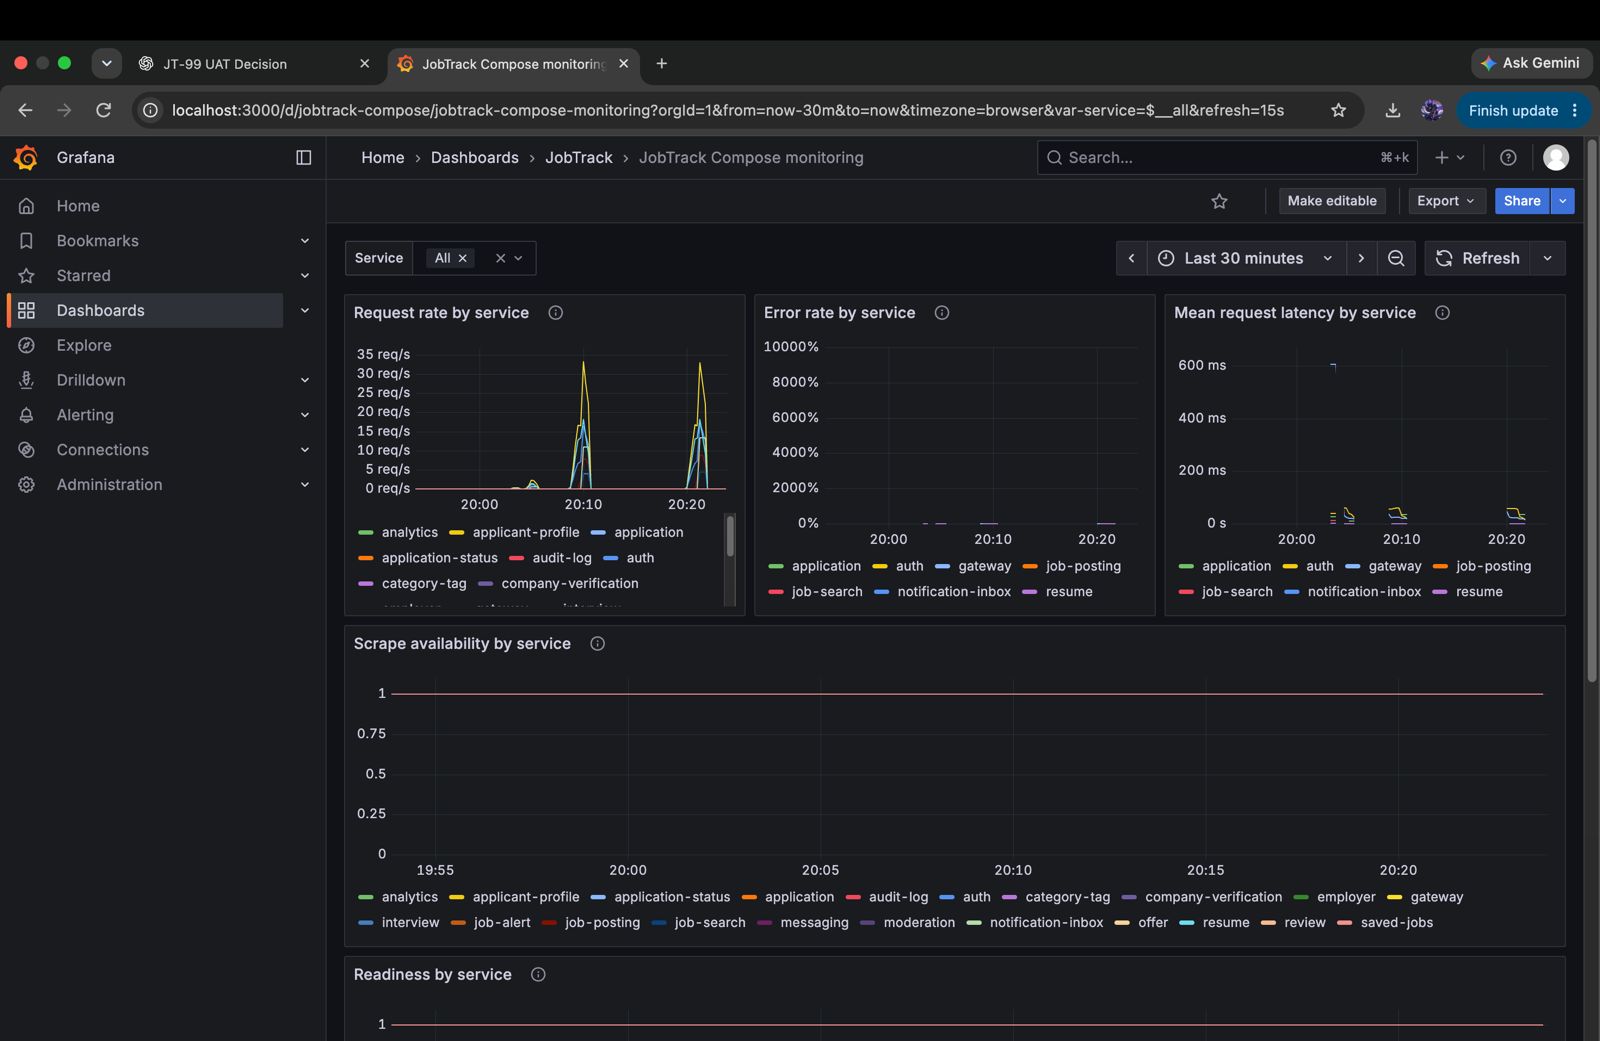 JT-99 UAT Decision
JobTrack Compose monitoring
Ask Gemini
localhost:3000/d/jobtrack-compose/jobtrack-compose-monitoring?orgId=1&from=now-30m&to=now&timezone=browser&var-service=$__all&refresh=15s
Finish update
Grafana
Home › Dashboards › JobTrack › JobTrack Compose monitoring
Search...
⌘+k
Home
Bookmarks
Starred
Dashboards
Explore
Drilldown
Alerting
Connections
Administration
Make editable
Export
Share
Service
All
Last 30 minutes
Refresh
Request rate by service
35 req/s
30 req/s
25 req/s
20 req/s
15 req/s
10 req/s
5 req/s
0 req/s
20:00 20:10 20:20
analytics applicant-profile application
application-status audit-log auth
category-tag company-verification
employer gateway interview
Error rate by service
10000%
8000%
6000%
4000%
2000%
0%
20:00 20:10 20:20
application auth gateway job-posting
job-search notification-inbox resume
Mean request latency by service
600 ms
400 ms
200 ms
0 s
20:00 20:10 20:20
application auth gateway job-posting
job-search notification-inbox resume
Scrape availability by service
1
0.75
0.5
0.25
0
19:55 20:00 20:05 20:10 20:15 20:20
analytics applicant-profile application-status application audit-log auth category-tag company-verification employer gateway
interview job-alert job-posting job-search messaging moderation notification-inbox offer resume review saved-jobs
Readiness by service
1